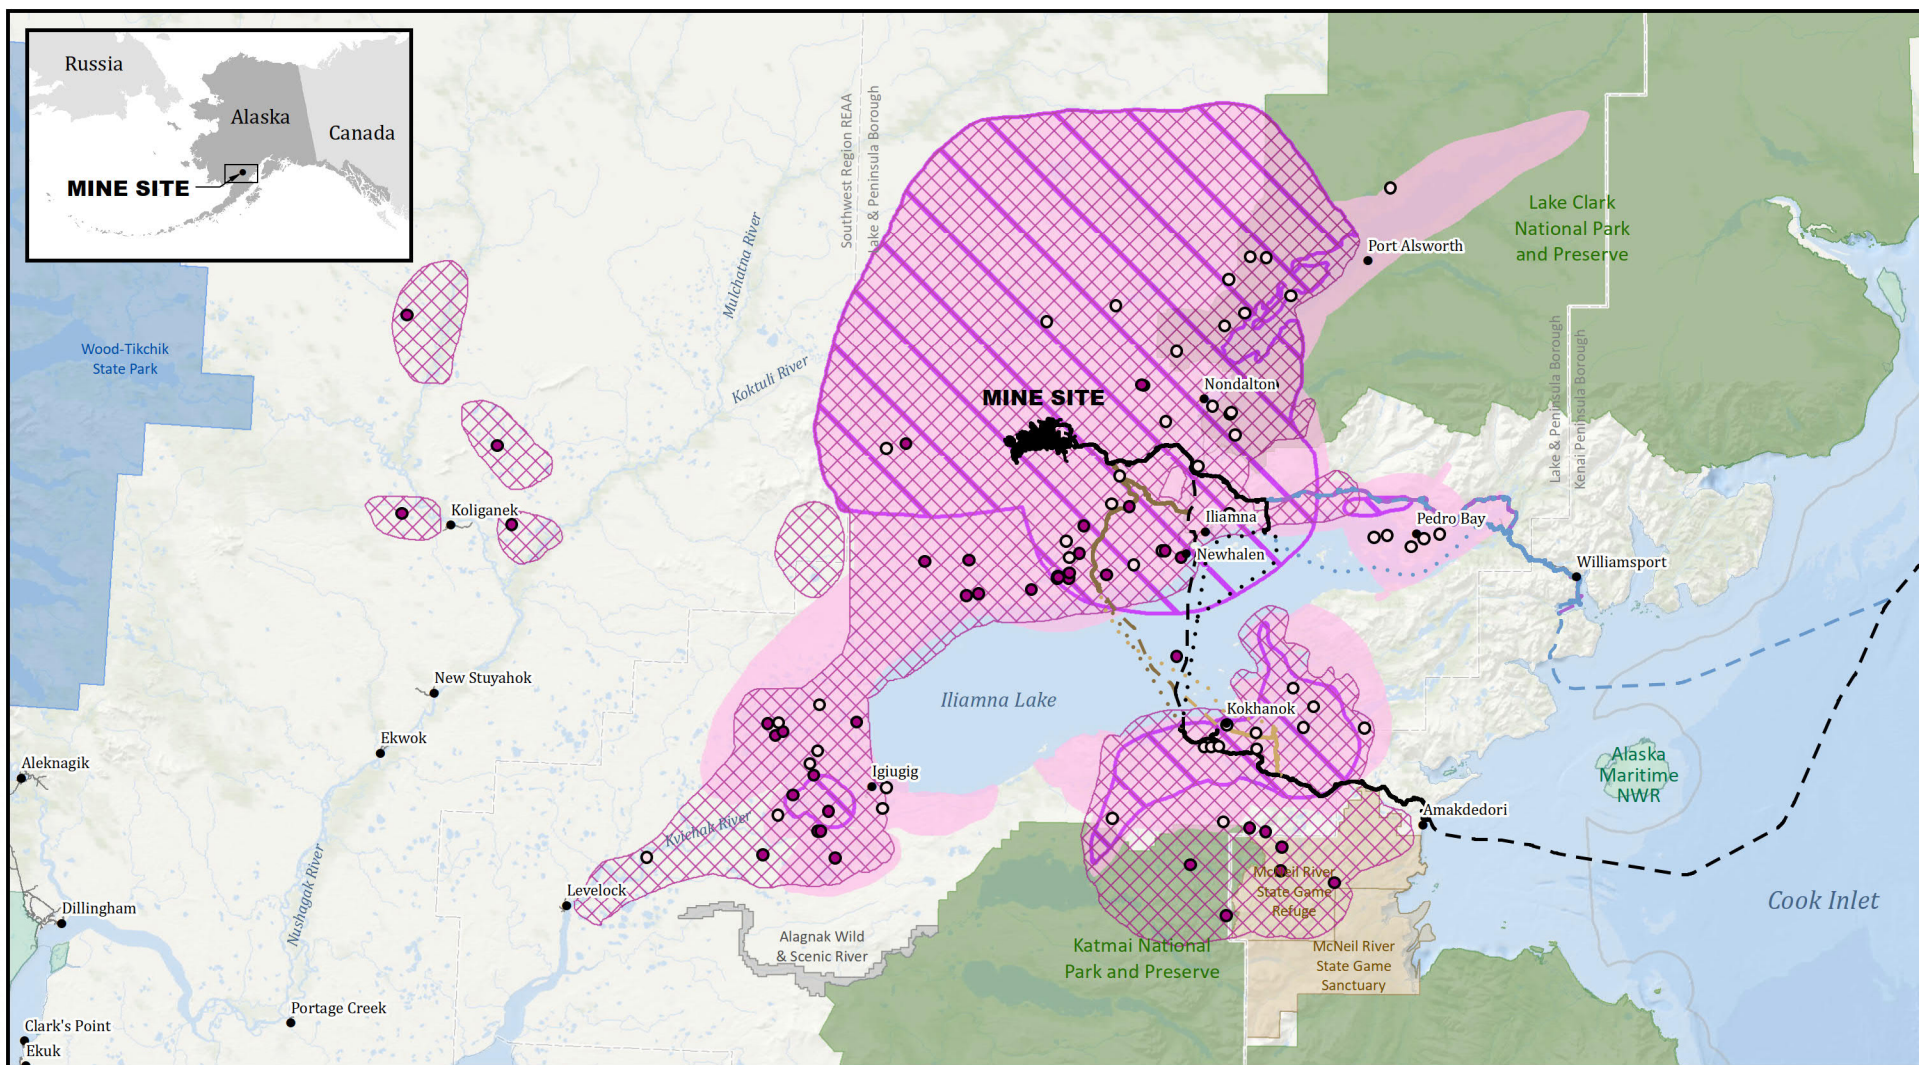 Russia
Alaska
Canada
MINE SITE
Southwest Region REAA
Lake & Peninsula Borough
Mulchatna River
Koktuli River
Wood-Tikchik
State Park
Lake Clark
National Park
and Preserve
Port Alsworth
Lake & Peninsula Borough
Kenai Peninsula Borough
MINE SITE
Nondalton
Koliganek
Iliamna
Pedro Bay
Newhalen
Williamsport
New Stuyahok
Iliamna Lake
Kokhanok
Ekwok
Aleknagik
Igiugig
Alaska
Maritime
NWR
Amakdedori
Kvichak River
Nushagak River
Levelock
McNeil River
State Game
Refuge
Dillingham
Cook Inlet
Alagnak Wild
& Scenic River
Katmai National
Park and Preserve
McNeil River
State Game
Sanctuary
Portage Creek
Clark's Point
Ekuk